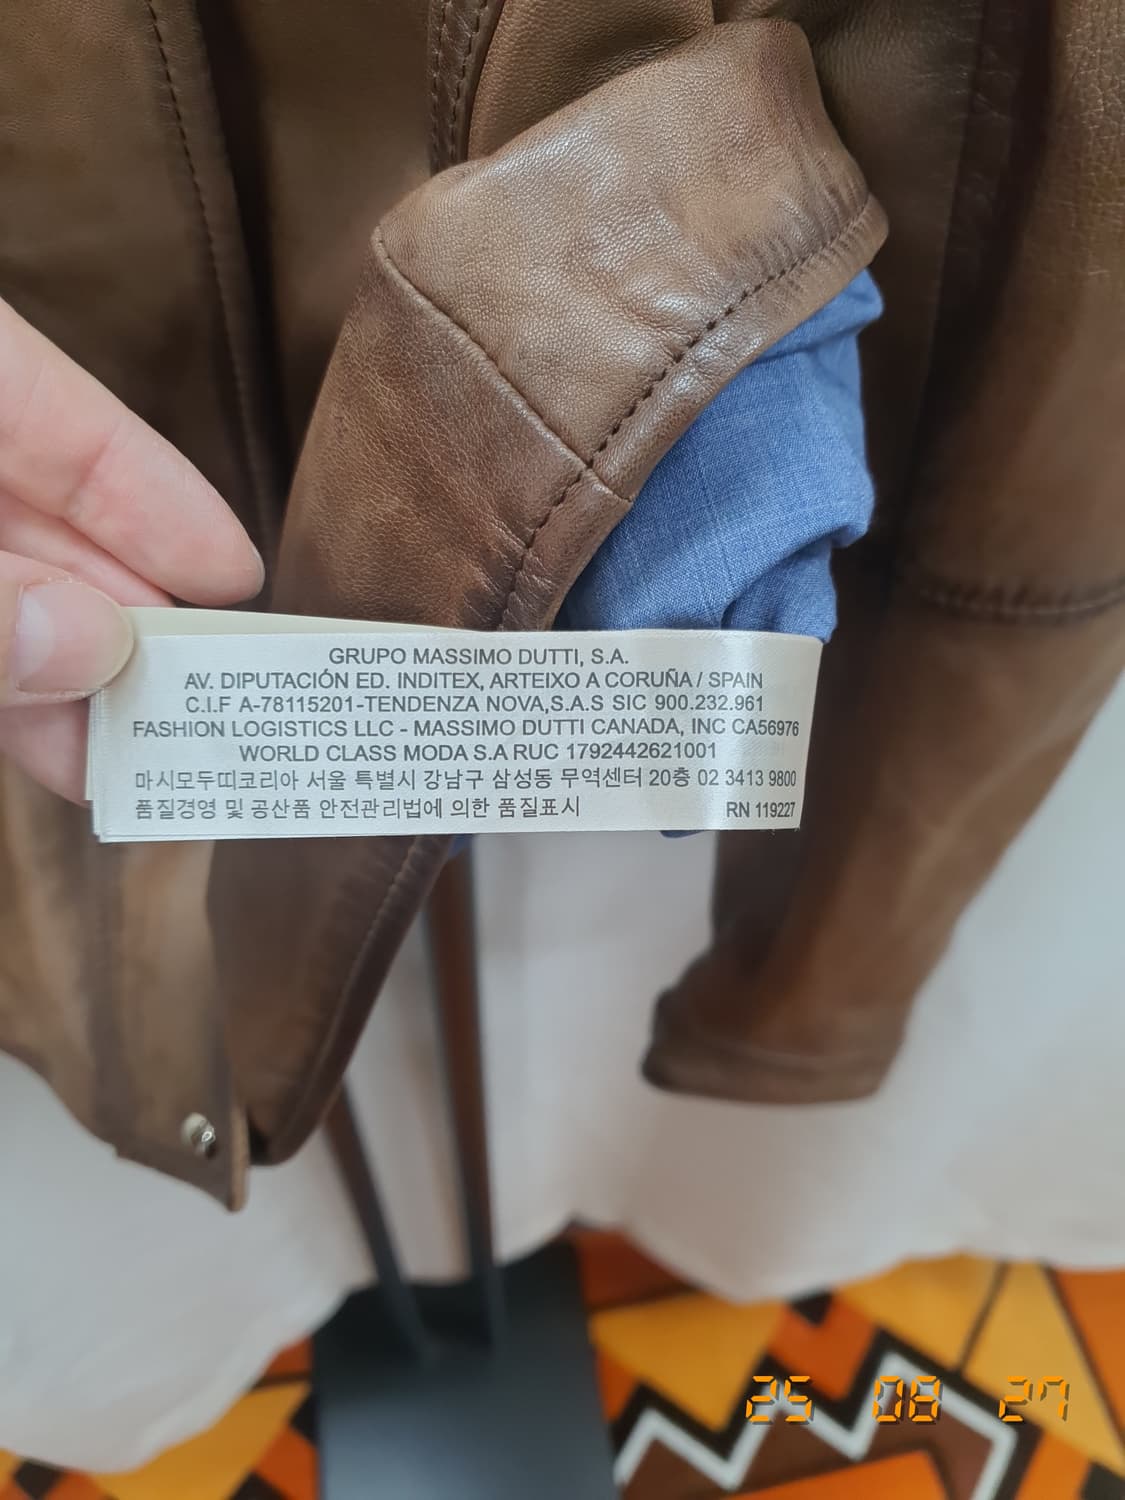 GRUPO MASSIMO DUTTI, S.A.
AV. DIPUTACIÓN ED. INDITEX, ARTEIXO A CORUÑA / SPAIN
C.I.F A-78115201-TENDENZA NOVA,S.A.S SIC 900.232.961
FASHION LOGISTICS LLC - MASSIMO DUTTI CANADA, INC CA56976
WORLD CLASS MODA S.A RUC 1792442621001
마시모두띠코리아 서울 특별시 강남구 삼성동 무역센터 20층 02 3413 9800
품질경영 및 공산품 안전관리법에 의한 품질표시 RN 119227
25 08 27